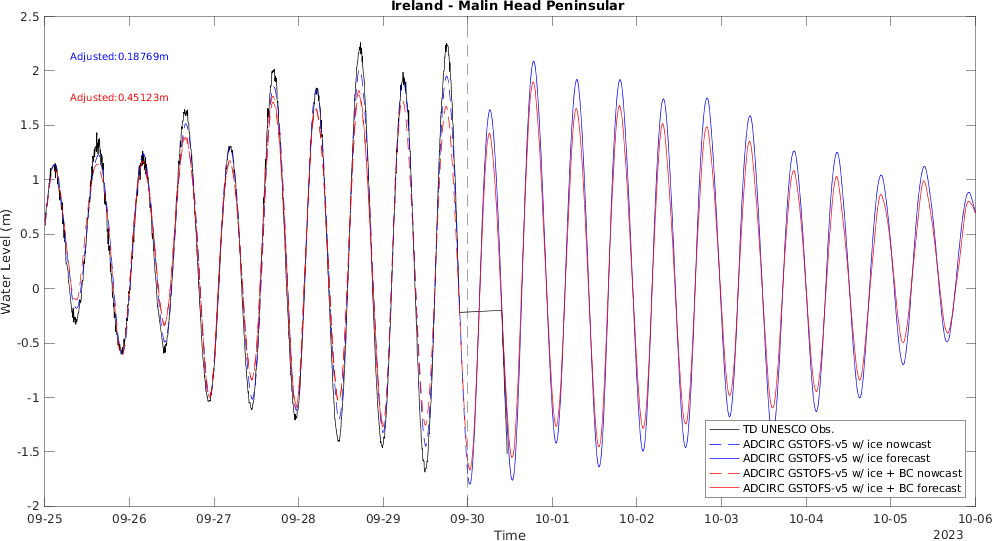 Ireland - Malin Head Peninsular
2.5
2
1.5
1
0.5
0
-0.5
-1
-1.5
-2
Water Level (m)
Adjusted:0.18769m
Adjusted:0.45123m
TD UNESCO Obs.
ADCIRC GSTOFS-v5 w/ ice nowcast
ADCIRC GSTOFS-v5 w/ ice forecast
ADCIRC GSTOFS-v5 w/ ice + BC nowcast
ADCIRC GSTOFS-v5 w/ ice + BC forecast
09-25 09-26 09-27 09-28 09-29 09-30 10-01 10-02 10-03 10-04 10-05 10-06
Time
2023